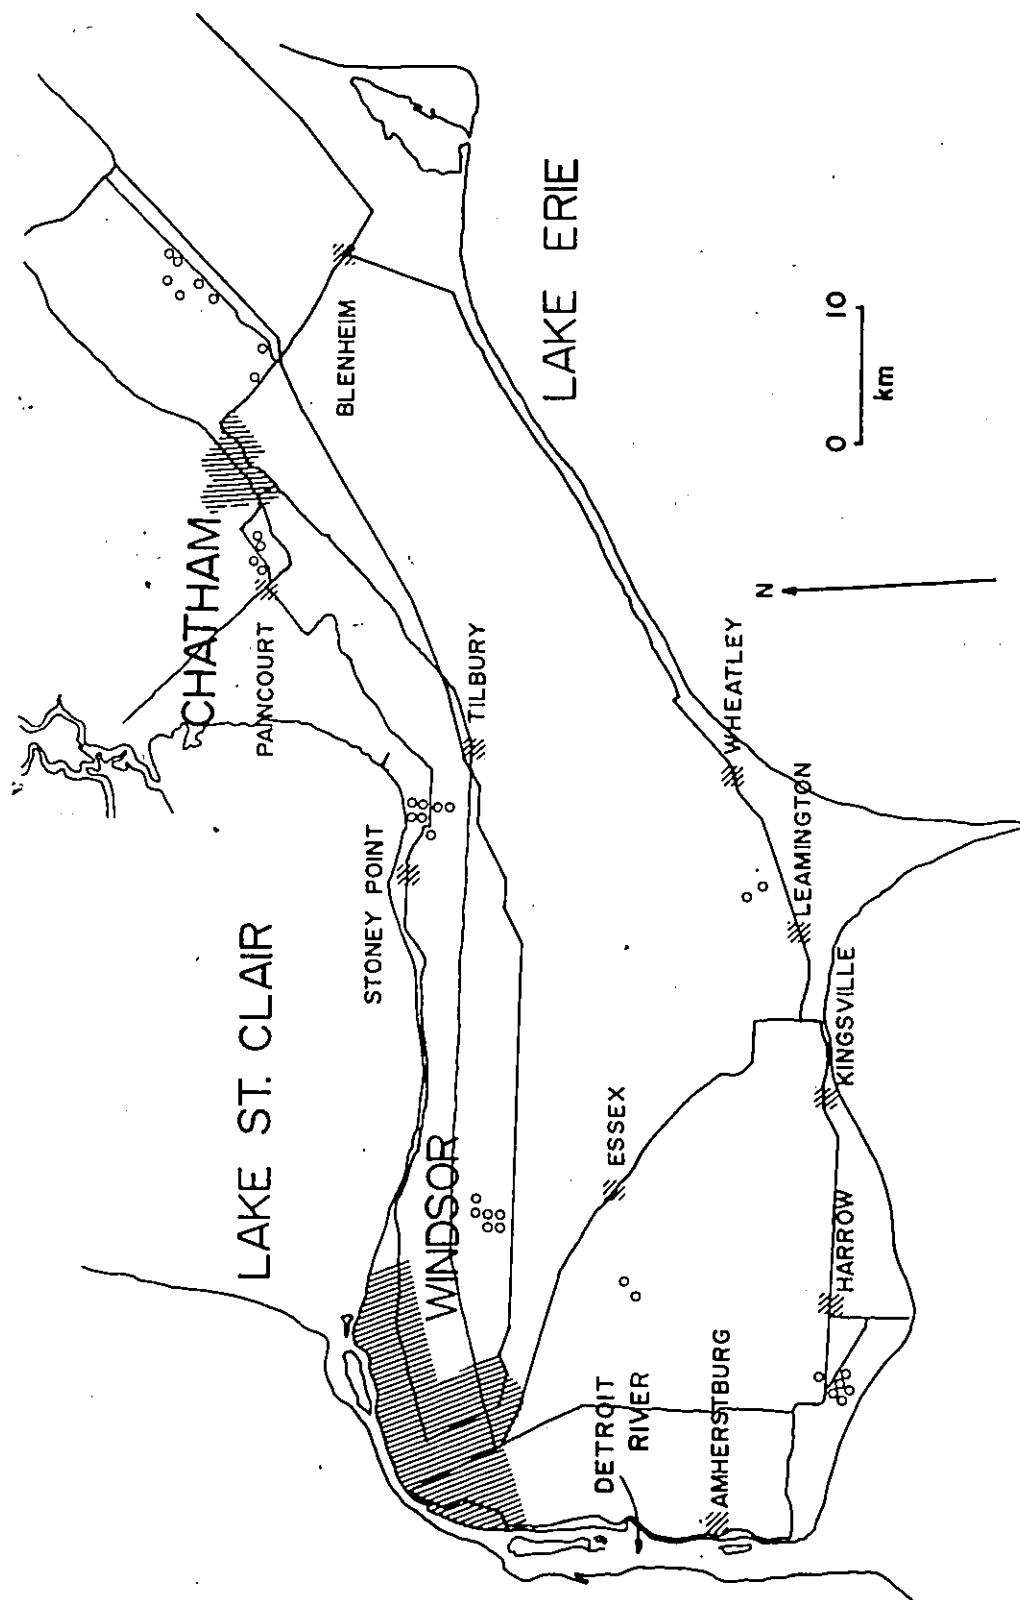 LAKE ST. CLAIR
CHATHAM
PAINCOURT
STONEY POINT
BLENHEIM
TILBURY
LAKE ERIE
WINDSOR
ESSEX
WHEATLEY
LEAMINGTON
KINGSVILLE
HARROW
DETROIT
RIVER
AMHERSTBURG
N
0 10
km